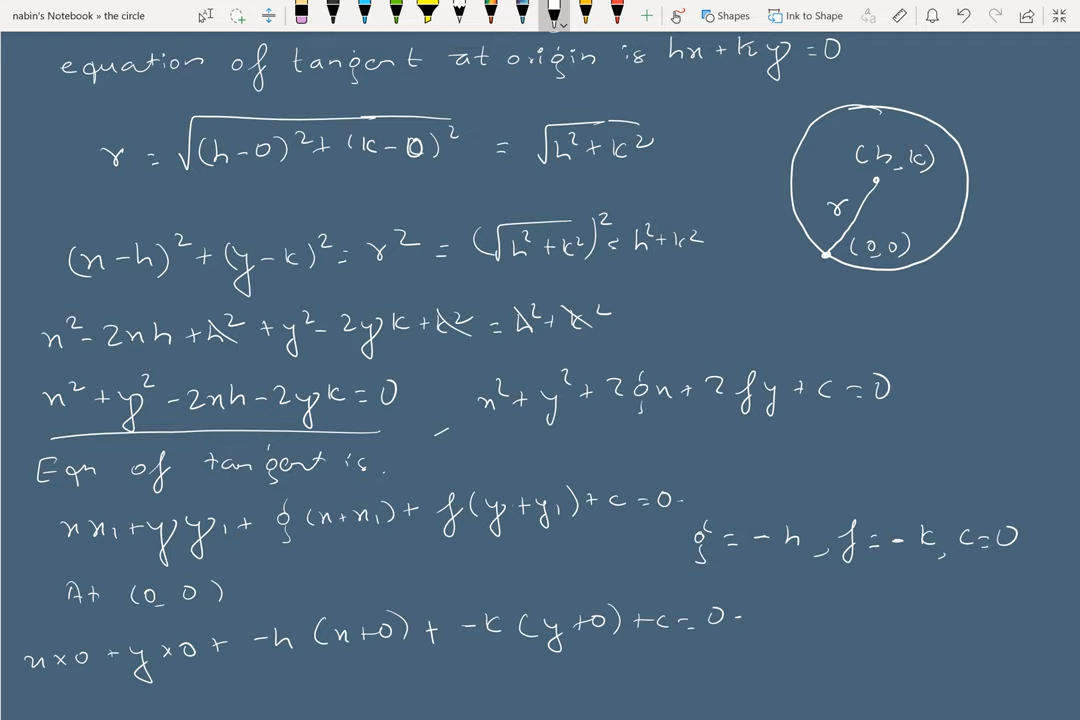 nabin's Notebook » the circle
Shapes Ink to Shape
equation of tangent at origin is hx + ky = 0
r = √((h-0)² + (k-0)²) = √(h² + k²)
(h, k)
r
(0, 0)
(x-h)² + (y-k)² = r² = (√(h² + k²))² = h² + k²
x² - 2xh + h² + y² - 2yk + k² = h² + k²
x² + y² - 2xh - 2yk = 0
x² + y² + 2gx + 2fy + c = 0
Eqn of tangent is.
xx₁ + yy₁ + g(x+x₁) + f(y+y₁) + c = 0.
g = -h, f = -k, c = 0
At (0, 0)
x×0 + y×0 + -h(x+0) + -k(y+0) + c = 0.